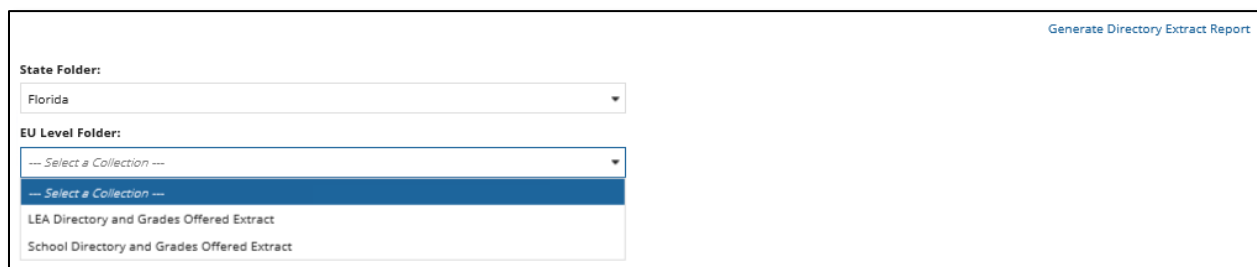 Generate Directory Extract Report
State Folder:
Florida
EU Level Folder:
--- Select a Collection ---
--- Select a Collection ---
LEA Directory and Grades Offered Extract
School Directory and Grades Offered Extract